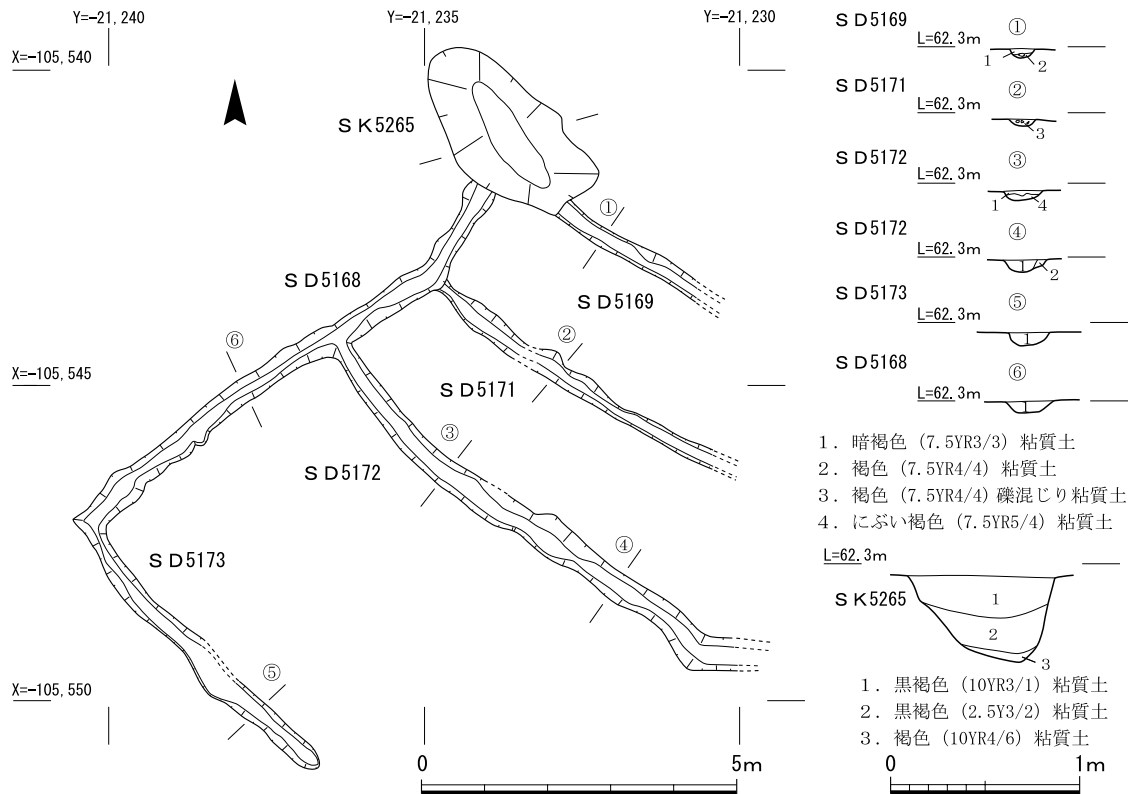 Y=-21,240
Y=-21,235
Y=-21,230
X=-105,540
X=-105,545
X=-105,550
ＳＫ5265
①
ＳＤ5168
ＳＤ5169
⑥
②
ＳＤ5171
③
ＳＤ5172
④
ＳＤ5173
⑤
0
5m
ＳＤ5169
①
L=62.3m
1
2
ＳＤ5171
②
L=62.3m
3
ＳＤ5172
③
L=62.3m
1
4
ＳＤ5172
④
L=62.3m
1
2
ＳＤ5173
⑤
L=62.3m
1
ＳＤ5168
⑥
L=62.3m
1
1．暗褐色（7.5YR3/3）粘質土
2．褐色（7.5YR4/4）粘質土
3．褐色（7.5YR4/4）礫混じり粘質土
4．にぶい褐色（7.5YR5/4）粘質土
L=62.3m
ＳＫ5265
1
2
3
1．黒褐色（10YR3/1）粘質土
2．黒褐色（2.5Y3/2）粘質土
3．褐色（10YR4/6）粘質土
0
1m